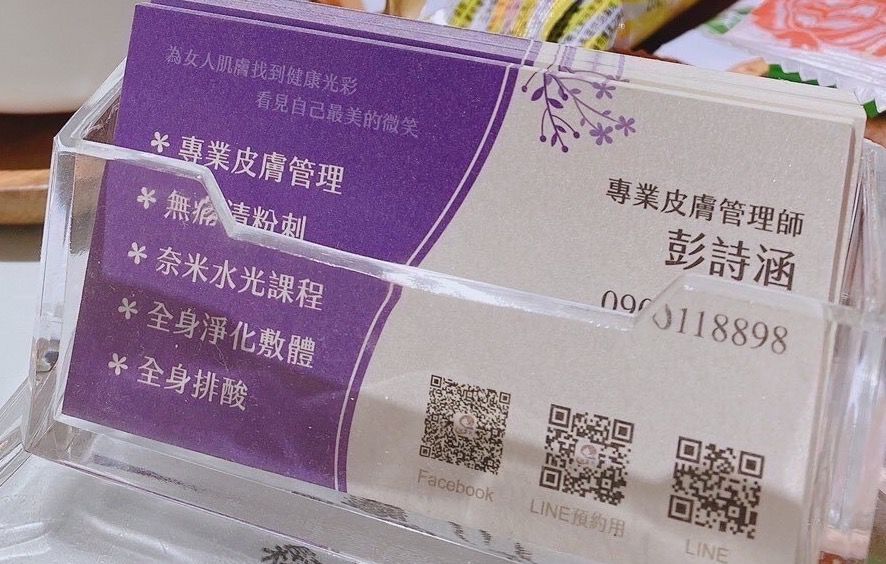 為女人肌膚找到健康光彩
看見自己最美的微笑
* 專業皮膚管理
* 無痛清粉刺
* 奈米水光課程
* 全身淨化敷體
* 全身排酸
專業皮膚管理師
彭詩涵
Facebook
LINE預約用
LINE